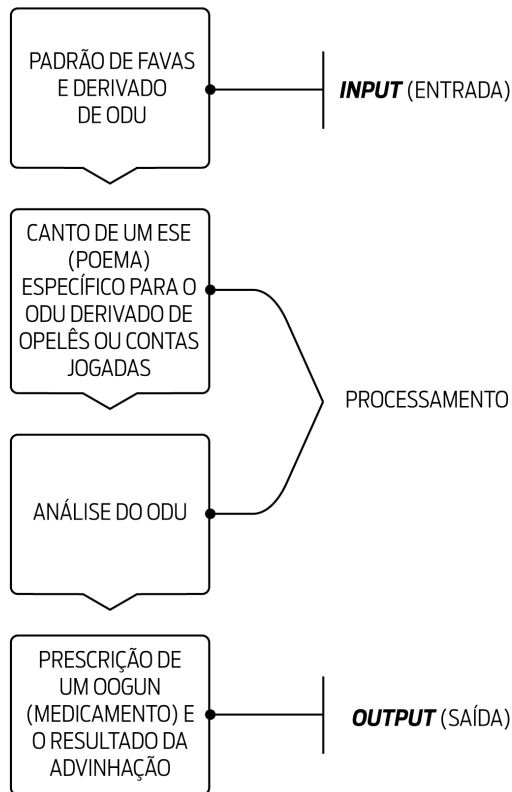 PADRÃO DE FAVAS
E DERIVADO
DE ODU
INPUT (ENTRADA)
CANTO DE UM ESE
(POEMA)
ESPECÍFICO PARA O
ODU DERIVADO DE
OPELÊS OU CONTAS
JOGADAS
PROCESSAMENTO
ANÁLISE DO ODU
PRESCRIÇÃO DE
UM OOGUN
(MEDICAMENTO) E
O RESULTADO DA
ADVINHAÇÃO
OUTPUT (SAÍDA)